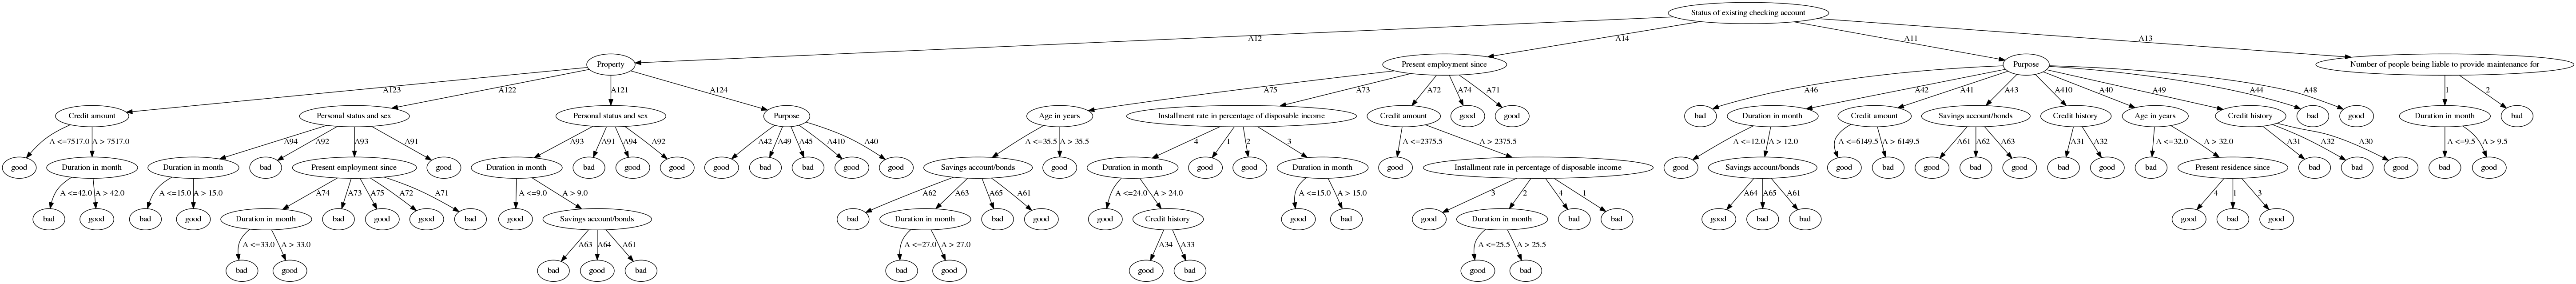 Status of existing checking account
A12 A14 A11 A13
Property Present employment since Purpose Number of people being liable to provide maintenance for
A123 A122 A121 A124 A75 A73 A72 A74 A71 A46 A42 A41 A43 A410 A40 A49 A44 A48 1 2
Credit amount Personal status and sex Personal status and sex Purpose Age in years Installment rate in percentage of disposable income Credit amount good good bad Duration in month Credit amount Savings account/bonds Credit history Age in years Credit history bad good Duration in month bad
A <=7517.0 A > 7517.0 A94 A92 A93 A91 A93 A91 A94 A92 A42 A49 A45 A410 A40 A <=35.5 A > 35.5 4 1 2 3 A <=2375.5 A > 2375.5 A <=12.0 A > 12.0 A <=6149.5 A > 6149.5 A61 A62 A63 A31 A32 A <=32.0 A > 32.0 A31 A32 A30 A <=9.5 A > 9.5
good Duration in month Duration in month bad Present employment since good Duration in month bad good good good bad bad good good Savings account/bonds good Duration in month good good Duration in month good Installment rate in percentage of disposable income good Savings account/bonds good bad good bad good bad good bad Present residence since bad bad good bad good
A <=42.0 A > 42.0 A <=15.0 A > 15.0 A74 A73 A75 A72 A71 A <=9.0 A > 9.0 A62 A63 A65 A61 A <=24.0 A > 24.0 A <=15.0 A > 15.0 3 2 4 1 A64 A65 A61 4 1 3
bad good bad good Duration in month bad good good bad good Savings account/bonds bad Duration in month bad good good Credit history good bad good Duration in month bad bad good bad bad good bad good
A <=33.0 A > 33.0 A63 A64 A61 A <=27.0 A > 27.0 A34 A33 A <=25.5 A > 25.5
bad good bad good bad bad good good bad good bad